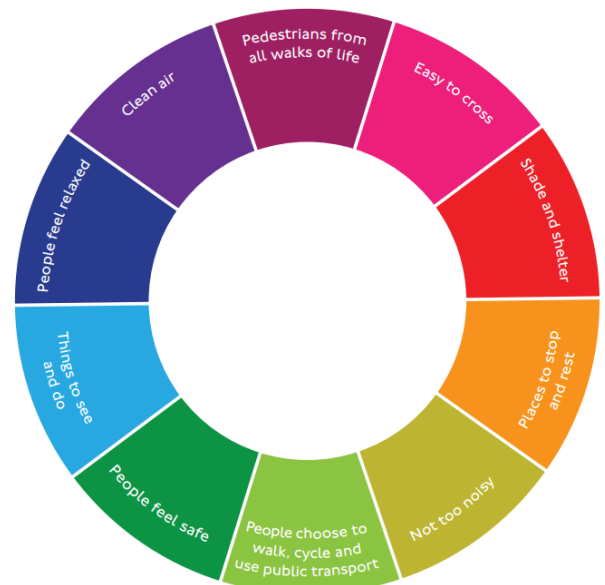 Pedestrians from
all walks of life
Easy to cross
Shade and shelter
Places to stop
and rest
Not too noisy
People choose to
walk, cycle and
use public transport
People feel safe
Things to see
and do
People feel relaxed
Clean air